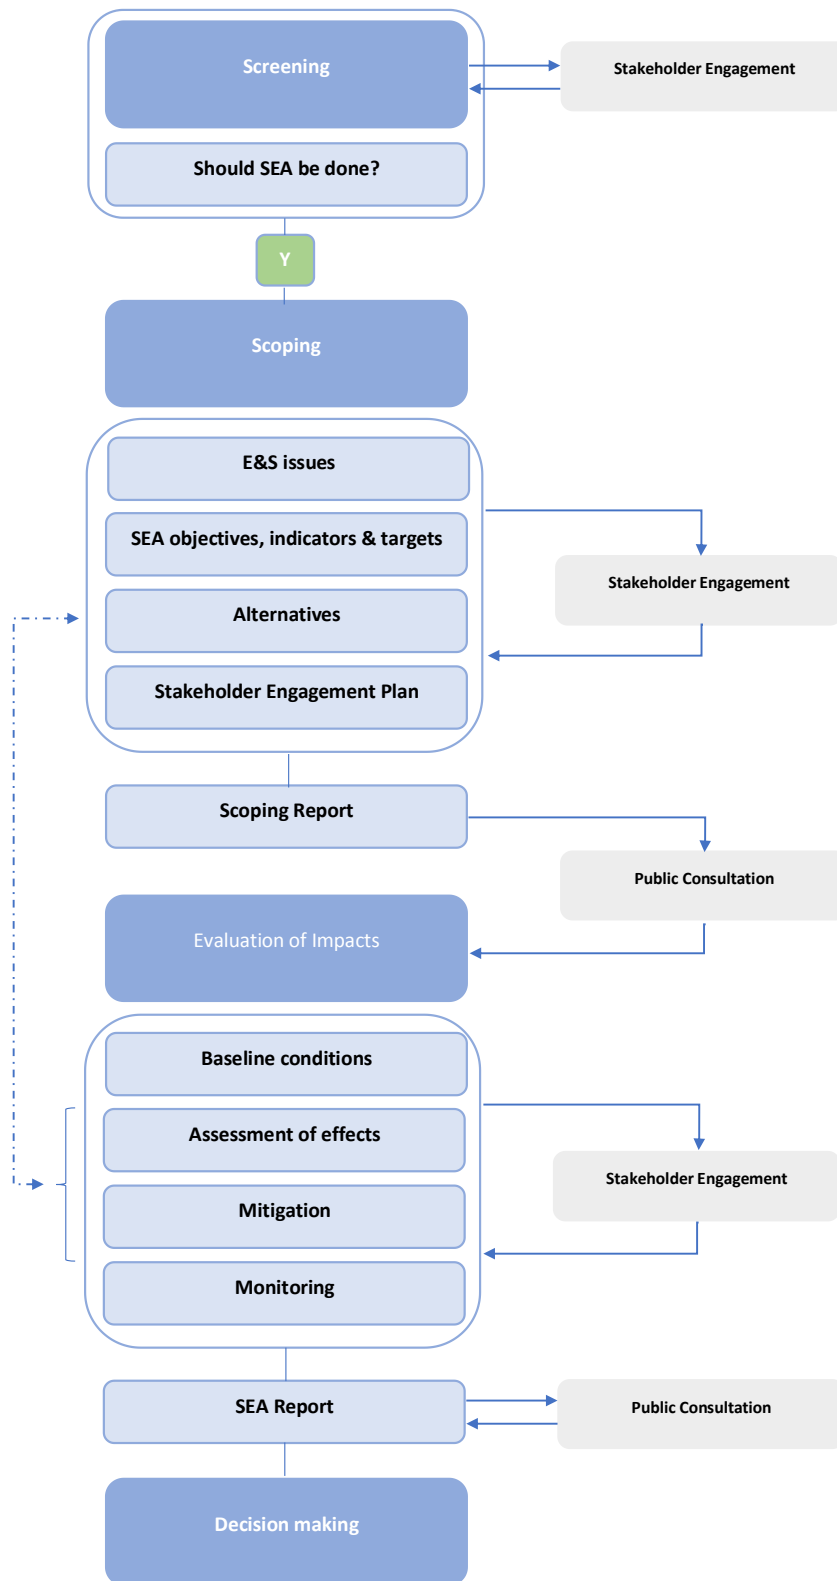 Screening
Stakeholder Engagement
Should SEA be done?
Y
Scoping
E&S issues
SEA objectives, indicators & targets
Stakeholder Engagement
Alternatives
Stakeholder Engagement Plan
Scoping Report
Public Consultation
Evaluation of Impacts
Baseline conditions
Assessment of effects
Stakeholder Engagement
Mitigation
Monitoring
SEA Report
Public Consultation
Decision making